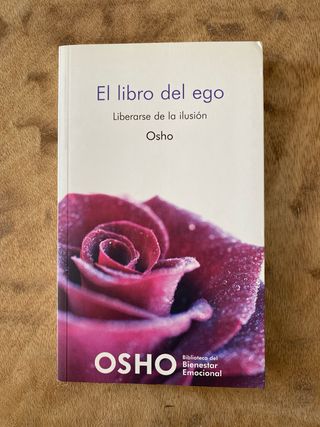 El libro del ego
Liberarse de la ilusión
Osho
OSHO
Biblioteca del
Bienestar
Emocional